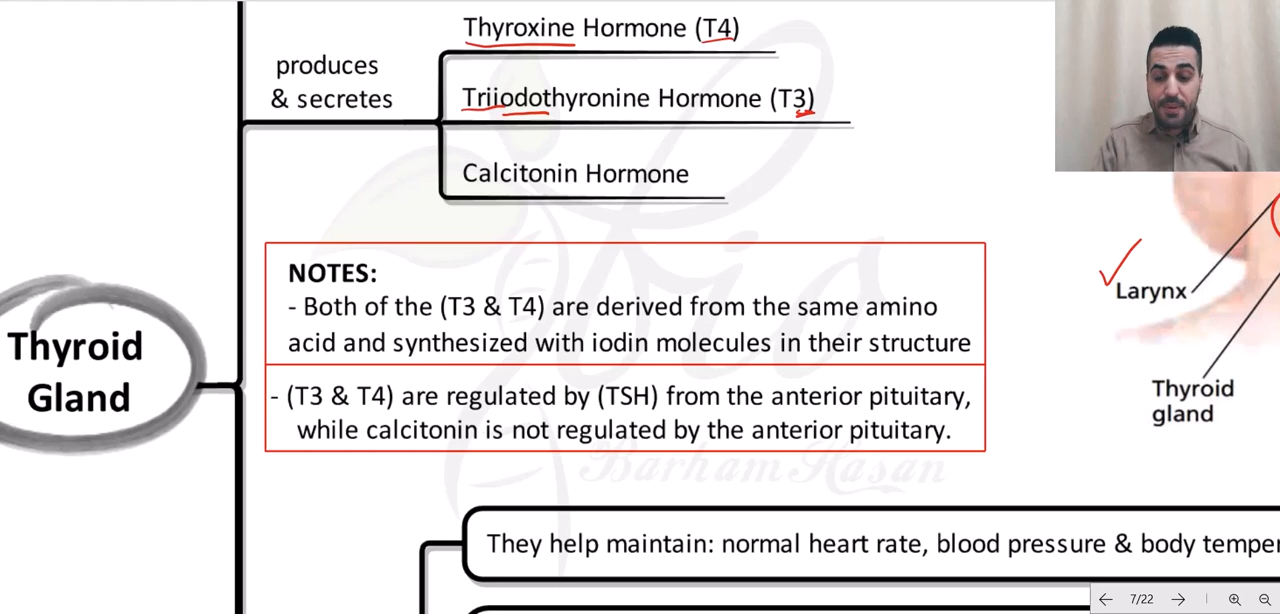 Thyroxine Hormone (T4)
produces
& secretes
Triiodothyronine Hormone (T3)
Calcitonin Hormone
NOTES:
- Both of the (T3 & T4) are derived from the same amino
acid and synthesized with iodin molecules in their structure
- (T3 & T4) are regulated by (TSH) from the anterior pituitary,
while calcitonin is not regulated by the anterior pituitary.
Thyroid
Gland
Larynx
Thyroid
gland
Bio
Barham Hasan
They help maintain: normal heart rate, blood pressure & body temper
7/22